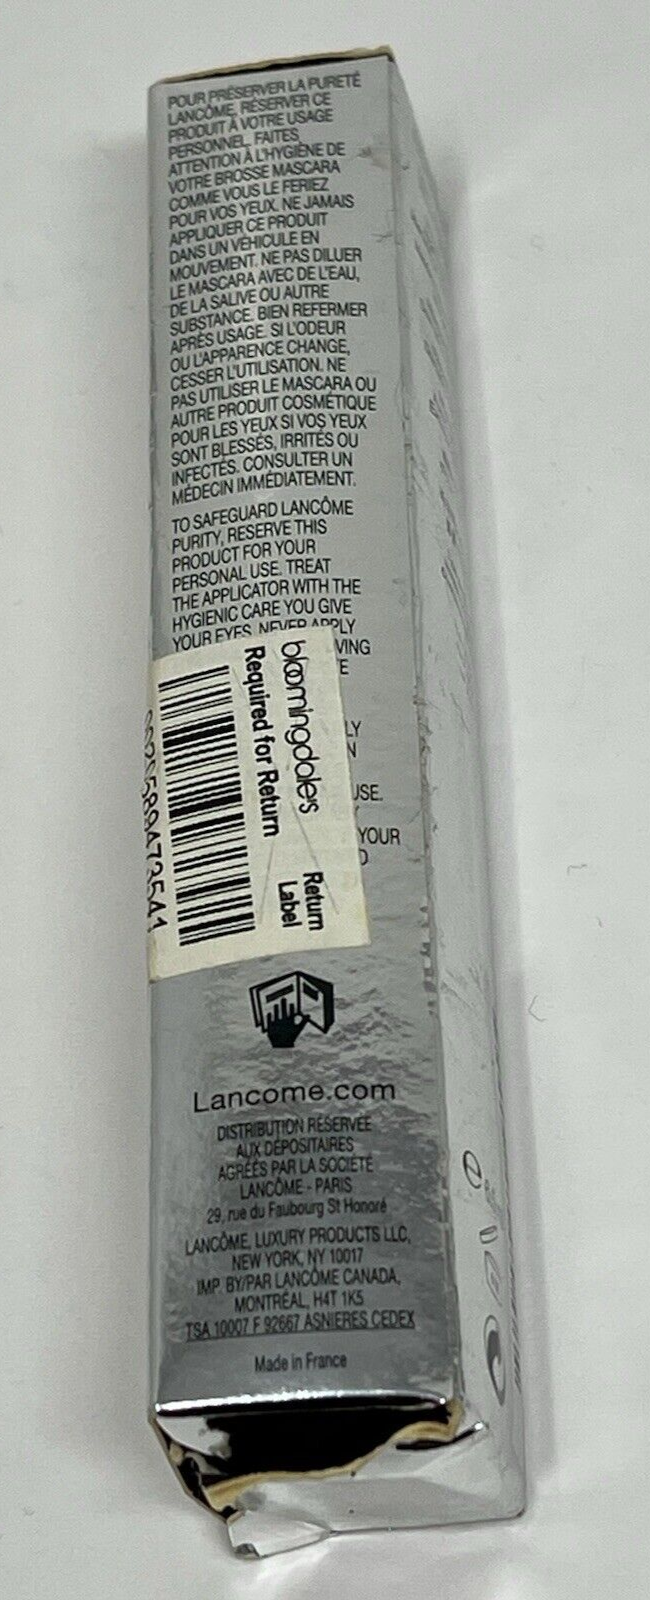 POUR PRÉSERVER LA PURETÉ
LANCÔME, RÉSERVER CE
PRODUIT À VOTRE USAGE
PERSONNEL. FAITES
ATTENTION À L'HYGIÈNE DE
VOTRE BROSSE MASCARA
COMME VOUS LE FERIEZ
POUR VOS YEUX. NE JAMAIS
APPLIQUER CE PRODUIT
DANS UN VÉHICULE EN
MOUVEMENT. NE PAS DILUER
LE MASCARA AVEC DE L'EAU,
DE LA SALIVE OU AUTRE
SUBSTANCE. BIEN REFERMER
APRÈS USAGE. SI L'ODEUR
OU L'APPARENCE CHANGE,
CESSER L'UTILISATION. NE
PAS UTILISER LE MASCARA OU
AUTRE PRODUIT COSMÉTIQUE
POUR LES YEUX SI VOS YEUX
SONT BLESSÉS, IRRITÉS OU
INFECTÉS. CONSULTER UN
MÉDECIN IMMÉDIATEMENT.
TO SAFEGUARD LANCÔME
PURITY, RESERVE THIS
PRODUCT FOR YOUR
PERSONAL USE. TREAT
THE APPLICATOR WITH THE
HYGIENIC CARE YOU GIVE
YOUR EYES. NEVER APPLY
VING
E
LY
N
USE.
YOUR
D
bloomingdale's
Required for Return
Return
Label
Lancome.com
DISTRIBUTION RÉSERVÉE
AUX DÉPOSITAIRES
AGRÉÉS PAR LA SOCIÉTÉ
LANCÔME - PARIS
29, rue du Faubourg St Honoré
LANCÔME, LUXURY PRODUCTS LLC,
NEW YORK, NY 10017
IMP. BY/PAR LANCÔME CANADA,
MONTRÉAL, H4T 1K5
TSA 10007 F 92667 ASNIERES CEDEX
Made in France